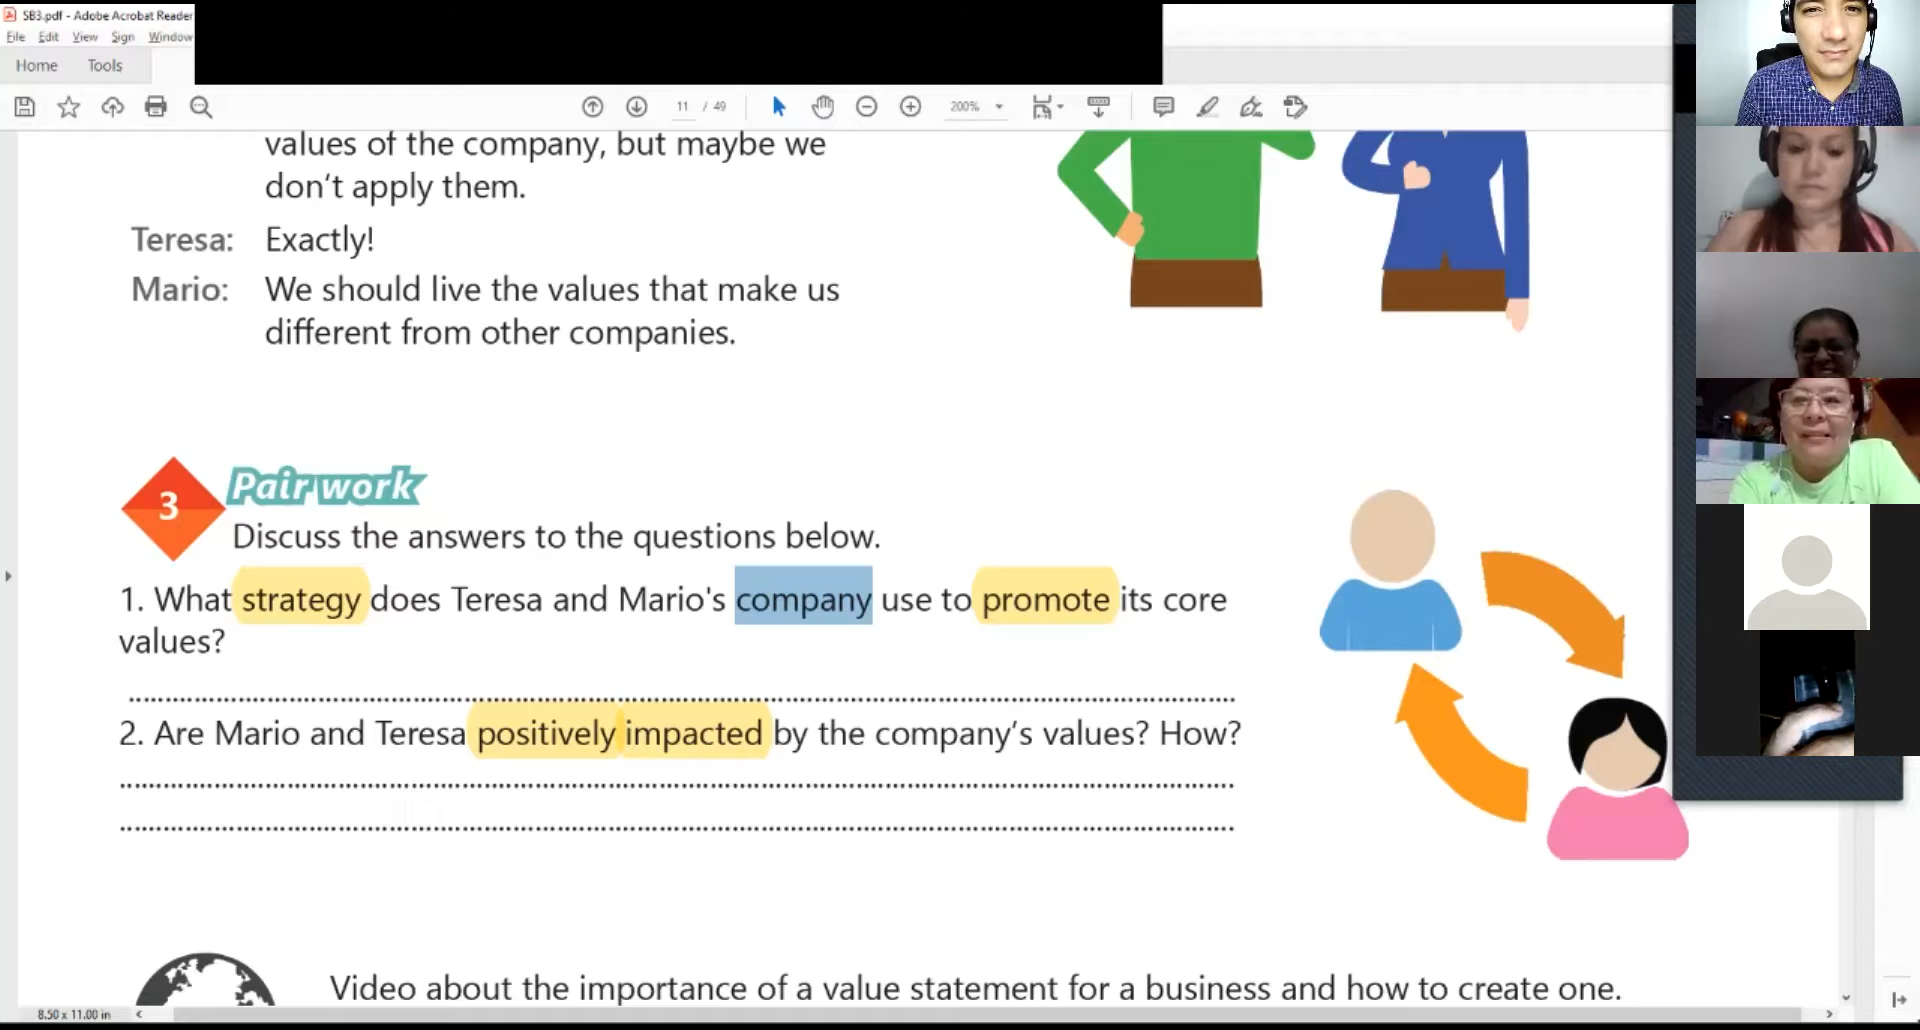 SB3.pdf - Adobe Acrobat Reader
File Edit View Sign Window
Home Tools
11 / 49 200%
values of the company, but maybe we
don't apply them.
Teresa: Exactly!
Mario: We should live the values that make us
different from other companies.
3 Pair work
Discuss the answers to the questions below.
1. What strategy does Teresa and Mario's company use to promote its core
values?
2. Are Mario and Teresa positively impacted by the company's values? How?
Video about the importance of a value statement for a business and how to create one.
8.50 x 11.00 in